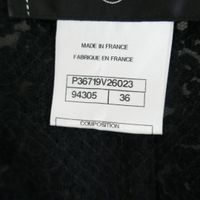 MADE IN FRANCE
FABRIQUE EN FRANCE
P36719V26023
94305 36
COMPOSITION